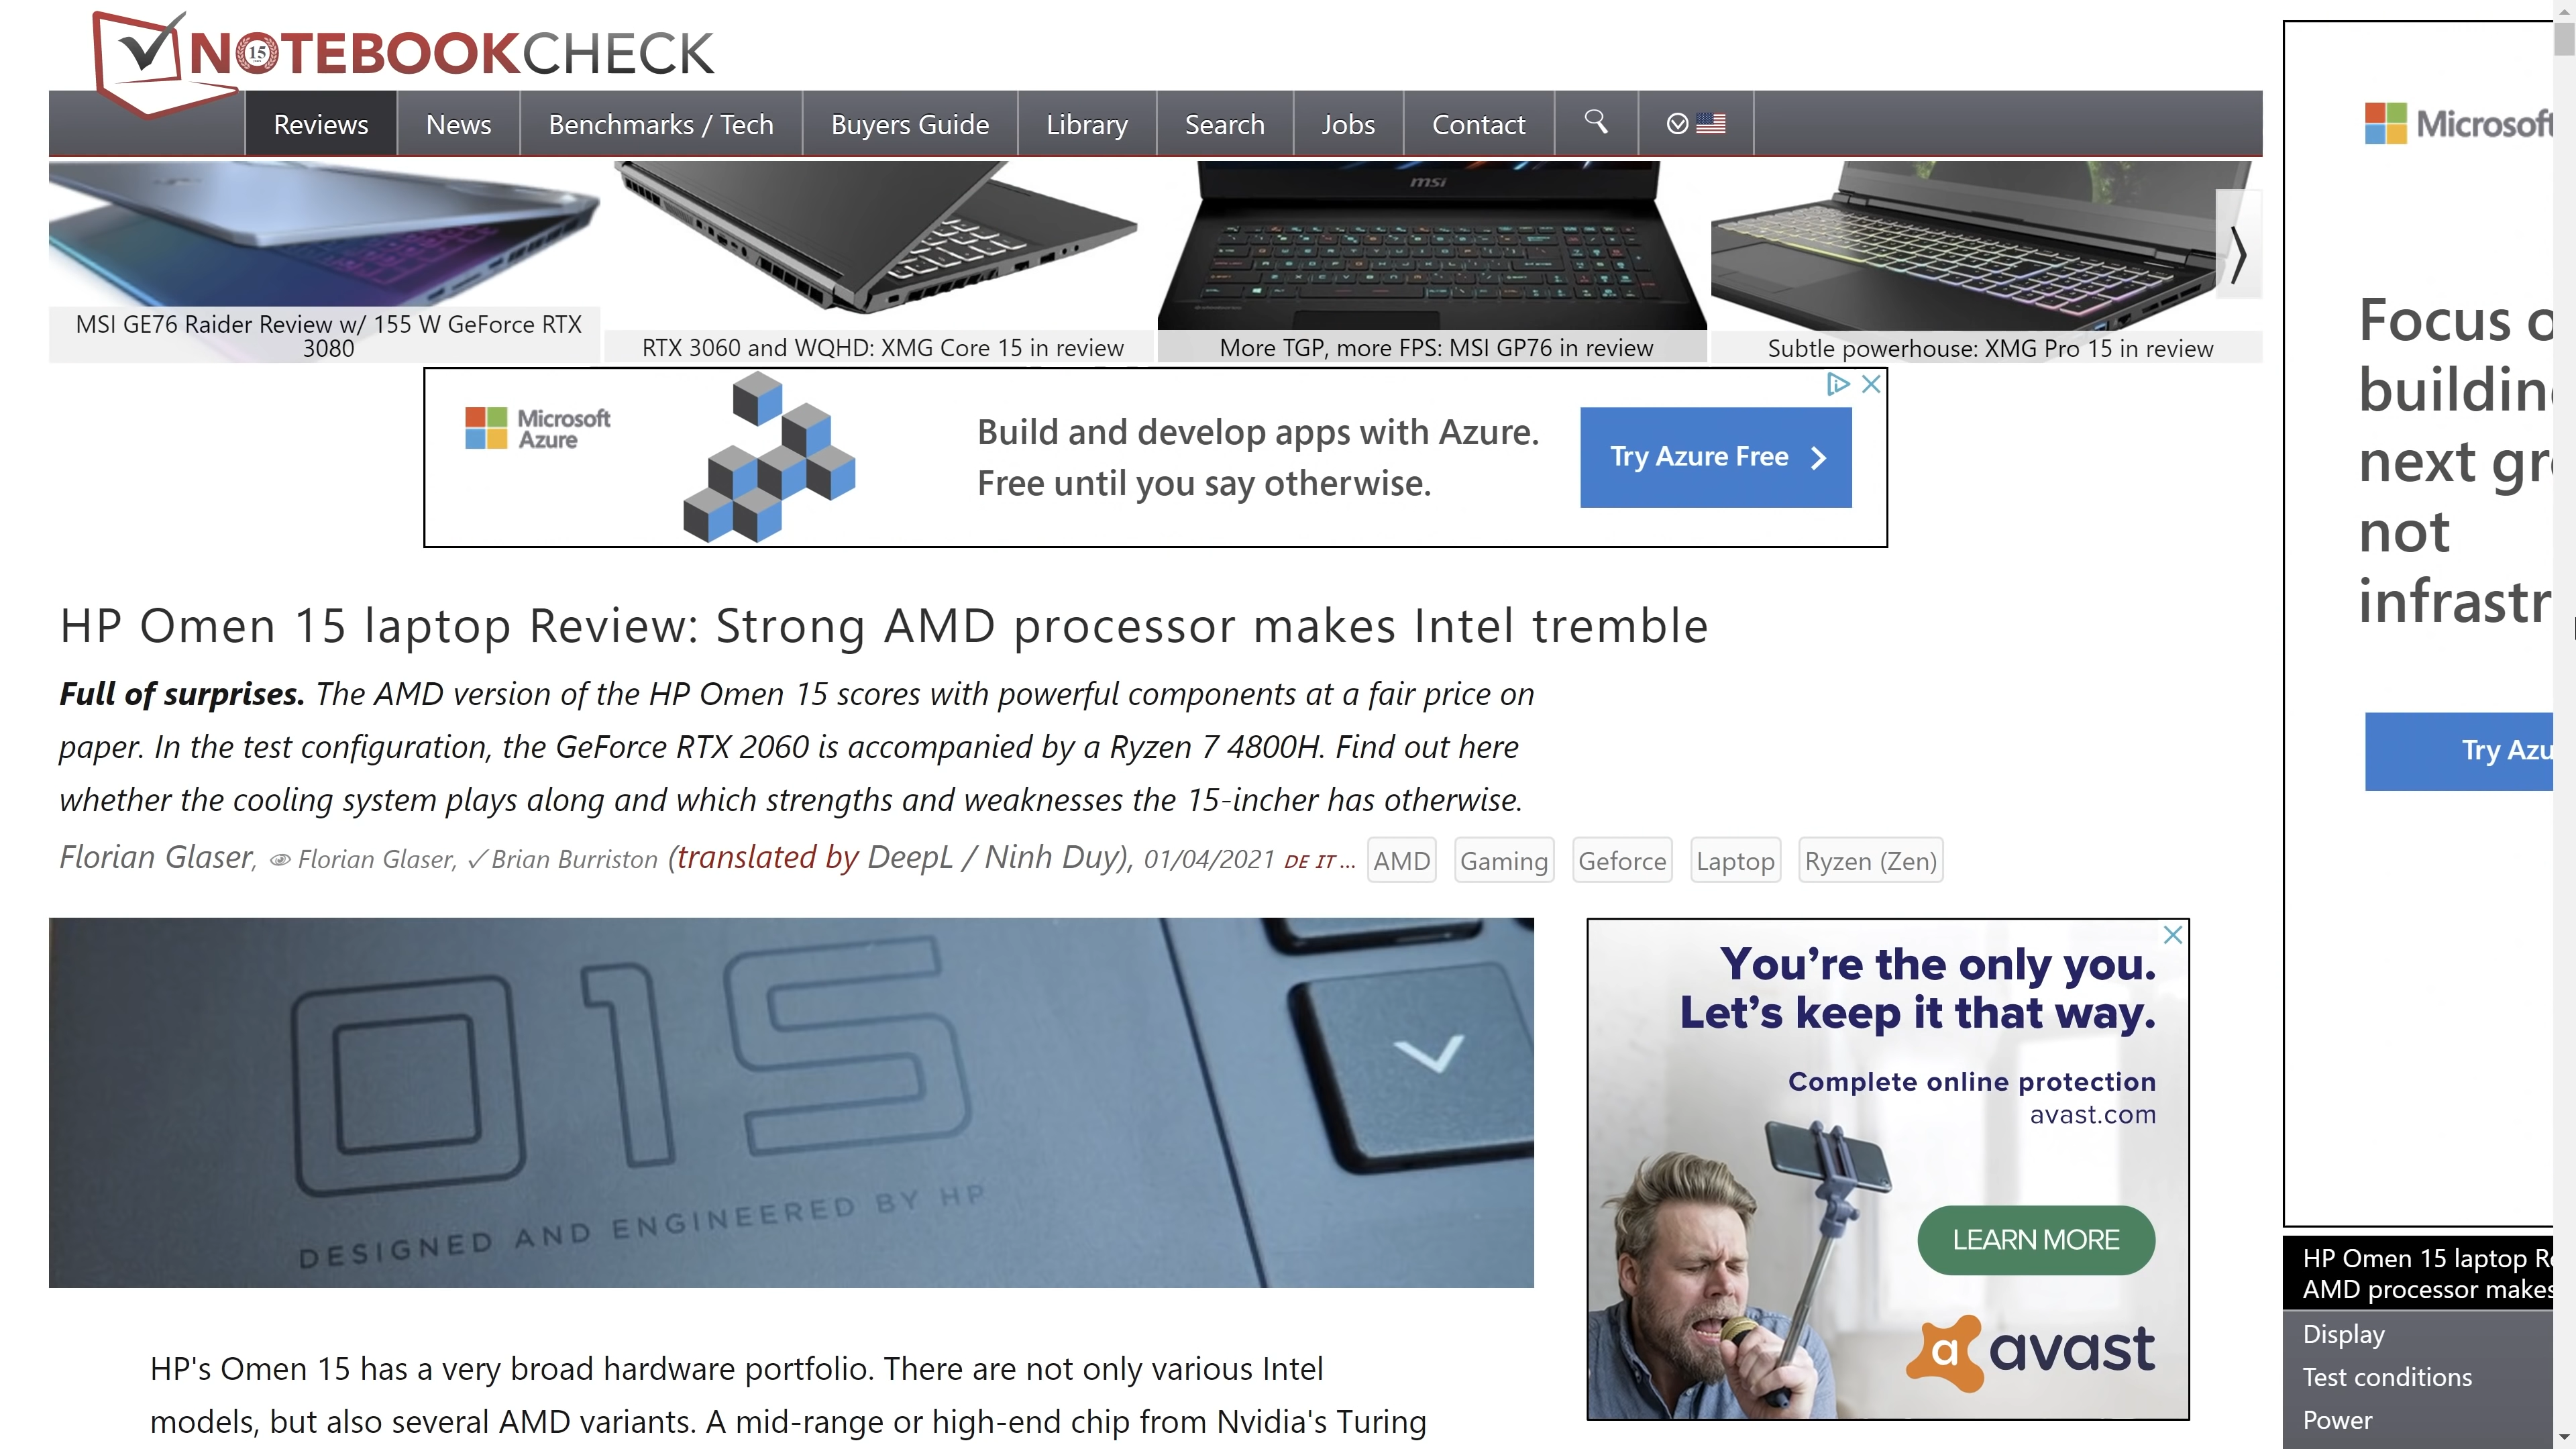 NOTEBOOKCHECK
15
Reviews
News
Benchmarks / Tech
Buyers Guide
Library
Search
Jobs
Contact
msi
MSI GE76 Raider Review w/ 155 W GeForce RTX
3080
RTX 3060 and WQHD: XMG Core 15 in review
More TGP, more FPS: MSI GP76 in review
Subtle powerhouse: XMG Pro 15 in review
Microsoft
Azure
Build and develop apps with Azure.
Free until you say otherwise.
Try Azure Free
HP Omen 15 laptop Review: Strong AMD processor makes Intel tremble
Full of surprises. The AMD version of the HP Omen 15 scores with powerful components at a fair price on
paper. In the test configuration, the GeForce RTX 2060 is accompanied by a Ryzen 7 4800H. Find out here
whether the cooling system plays along and which strengths and weaknesses the 15-incher has otherwise.
Florian Glaser, Florian Glaser, ✓ Brian Burriston (translated by DeepL / Ninh Duy), 01/04/2021 DE IT ... AMD Gaming Geforce Laptop Ryzen (Zen)
015
DESIGNED AND ENGINEERED BY HP
You're the only you.
Let's keep it that way.
Complete online protection
avast.com
LEARN MORE
a avast
HP's Omen 15 has a very broad hardware portfolio. There are not only various Intel
models, but also several AMD variants. A mid-range or high-end chip from Nvidia's Turing
Microsoft
Focus o
buildin
next gr
not
infrastr
Try Azu
HP Omen 15 laptop Re
AMD processor makes
Display
Test conditions
Power